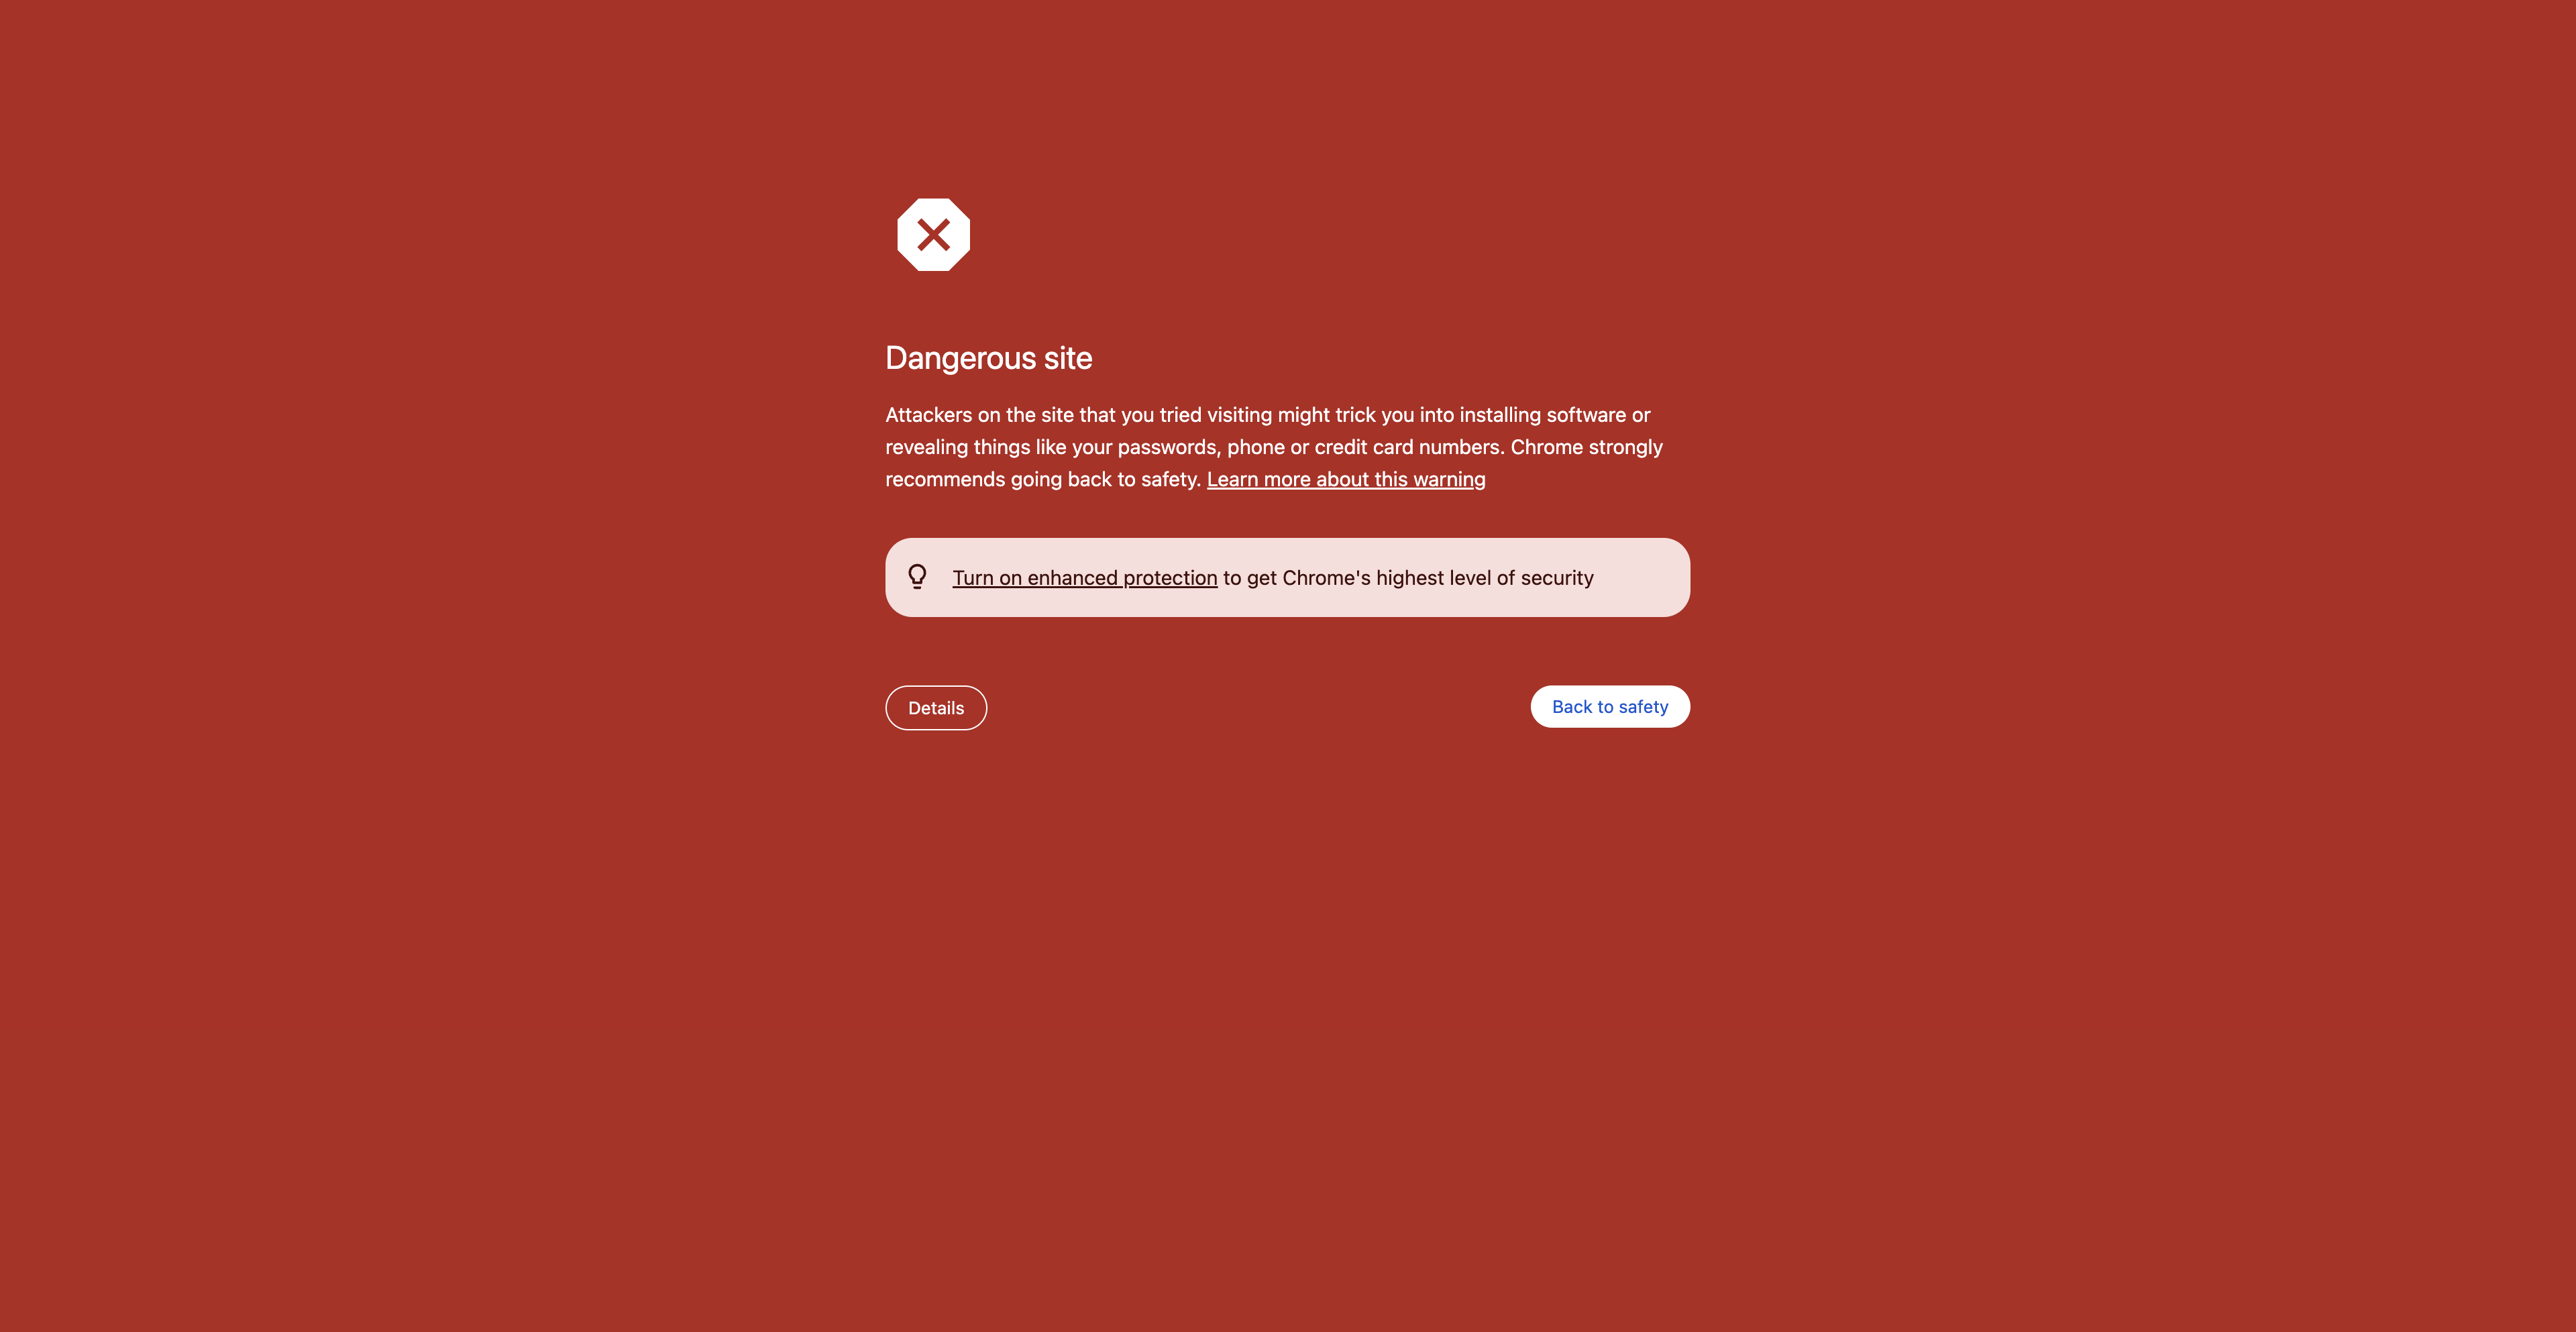 Dangerous site
Attackers on the site that you tried visiting might trick you into installing software or
revealing things like your passwords, phone or credit card numbers. Chrome strongly
recommends going back to safety. Learn more about this warning
Turn on enhanced protection to get Chrome's highest level of security
Details
Back to safety